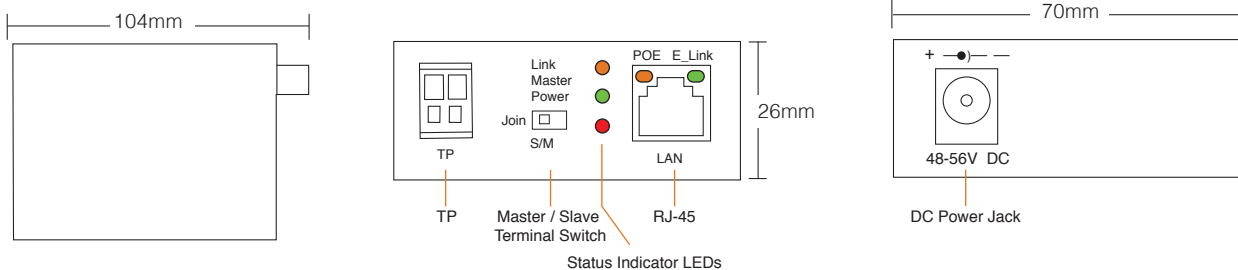 104mm
Link
Master
Power
Join
S/M
TP
POE E_Link
LAN
26mm
TP
Master / Slave
Terminal Switch
RJ-45
Status Indicator LEDs
70mm
+ —
48-56V DC
DC Power Jack